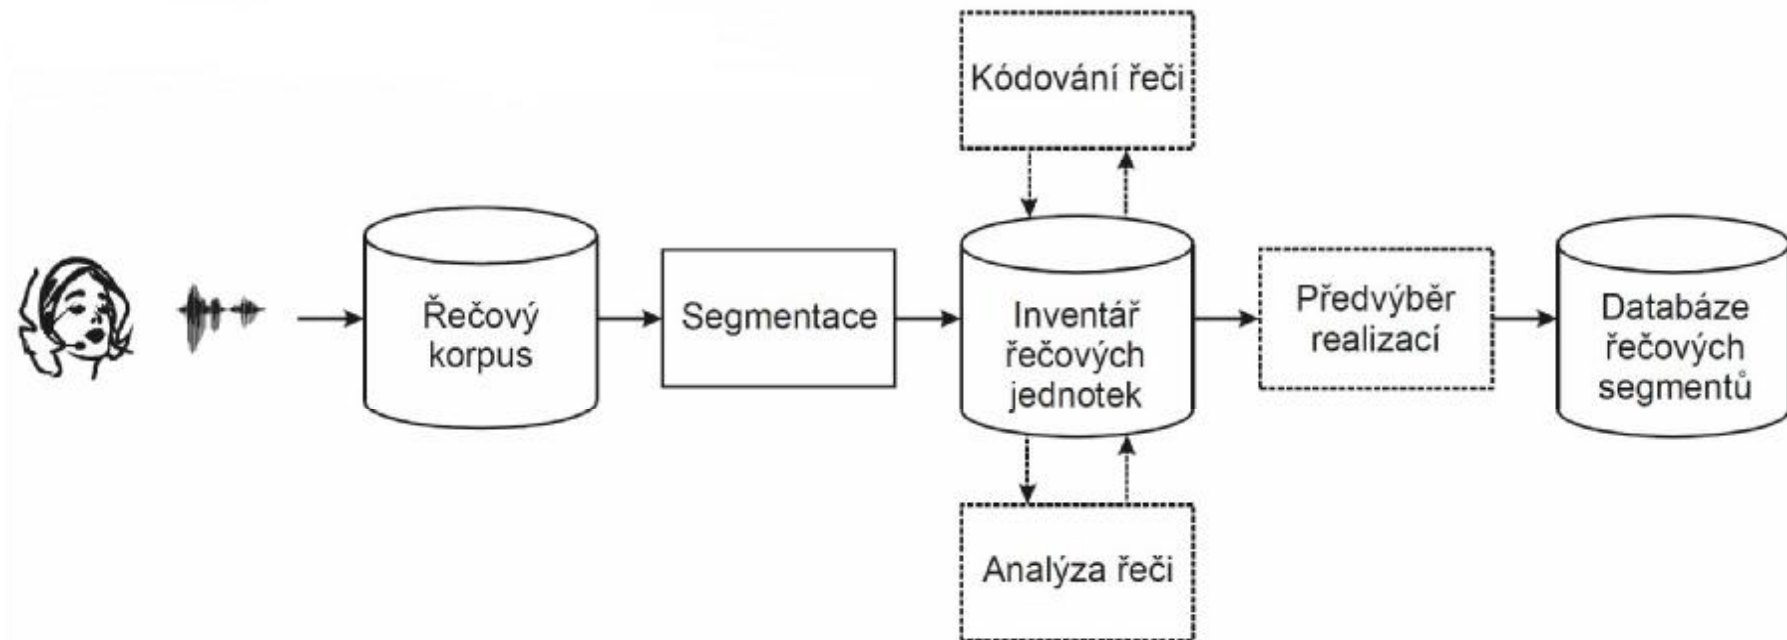 Kódování řeči
Řečový
korpus
Segmentace
Inventář
řečových
jednotek
Předvýběr
realizací
Databáze
řečových
segmentů
Analýza řeči